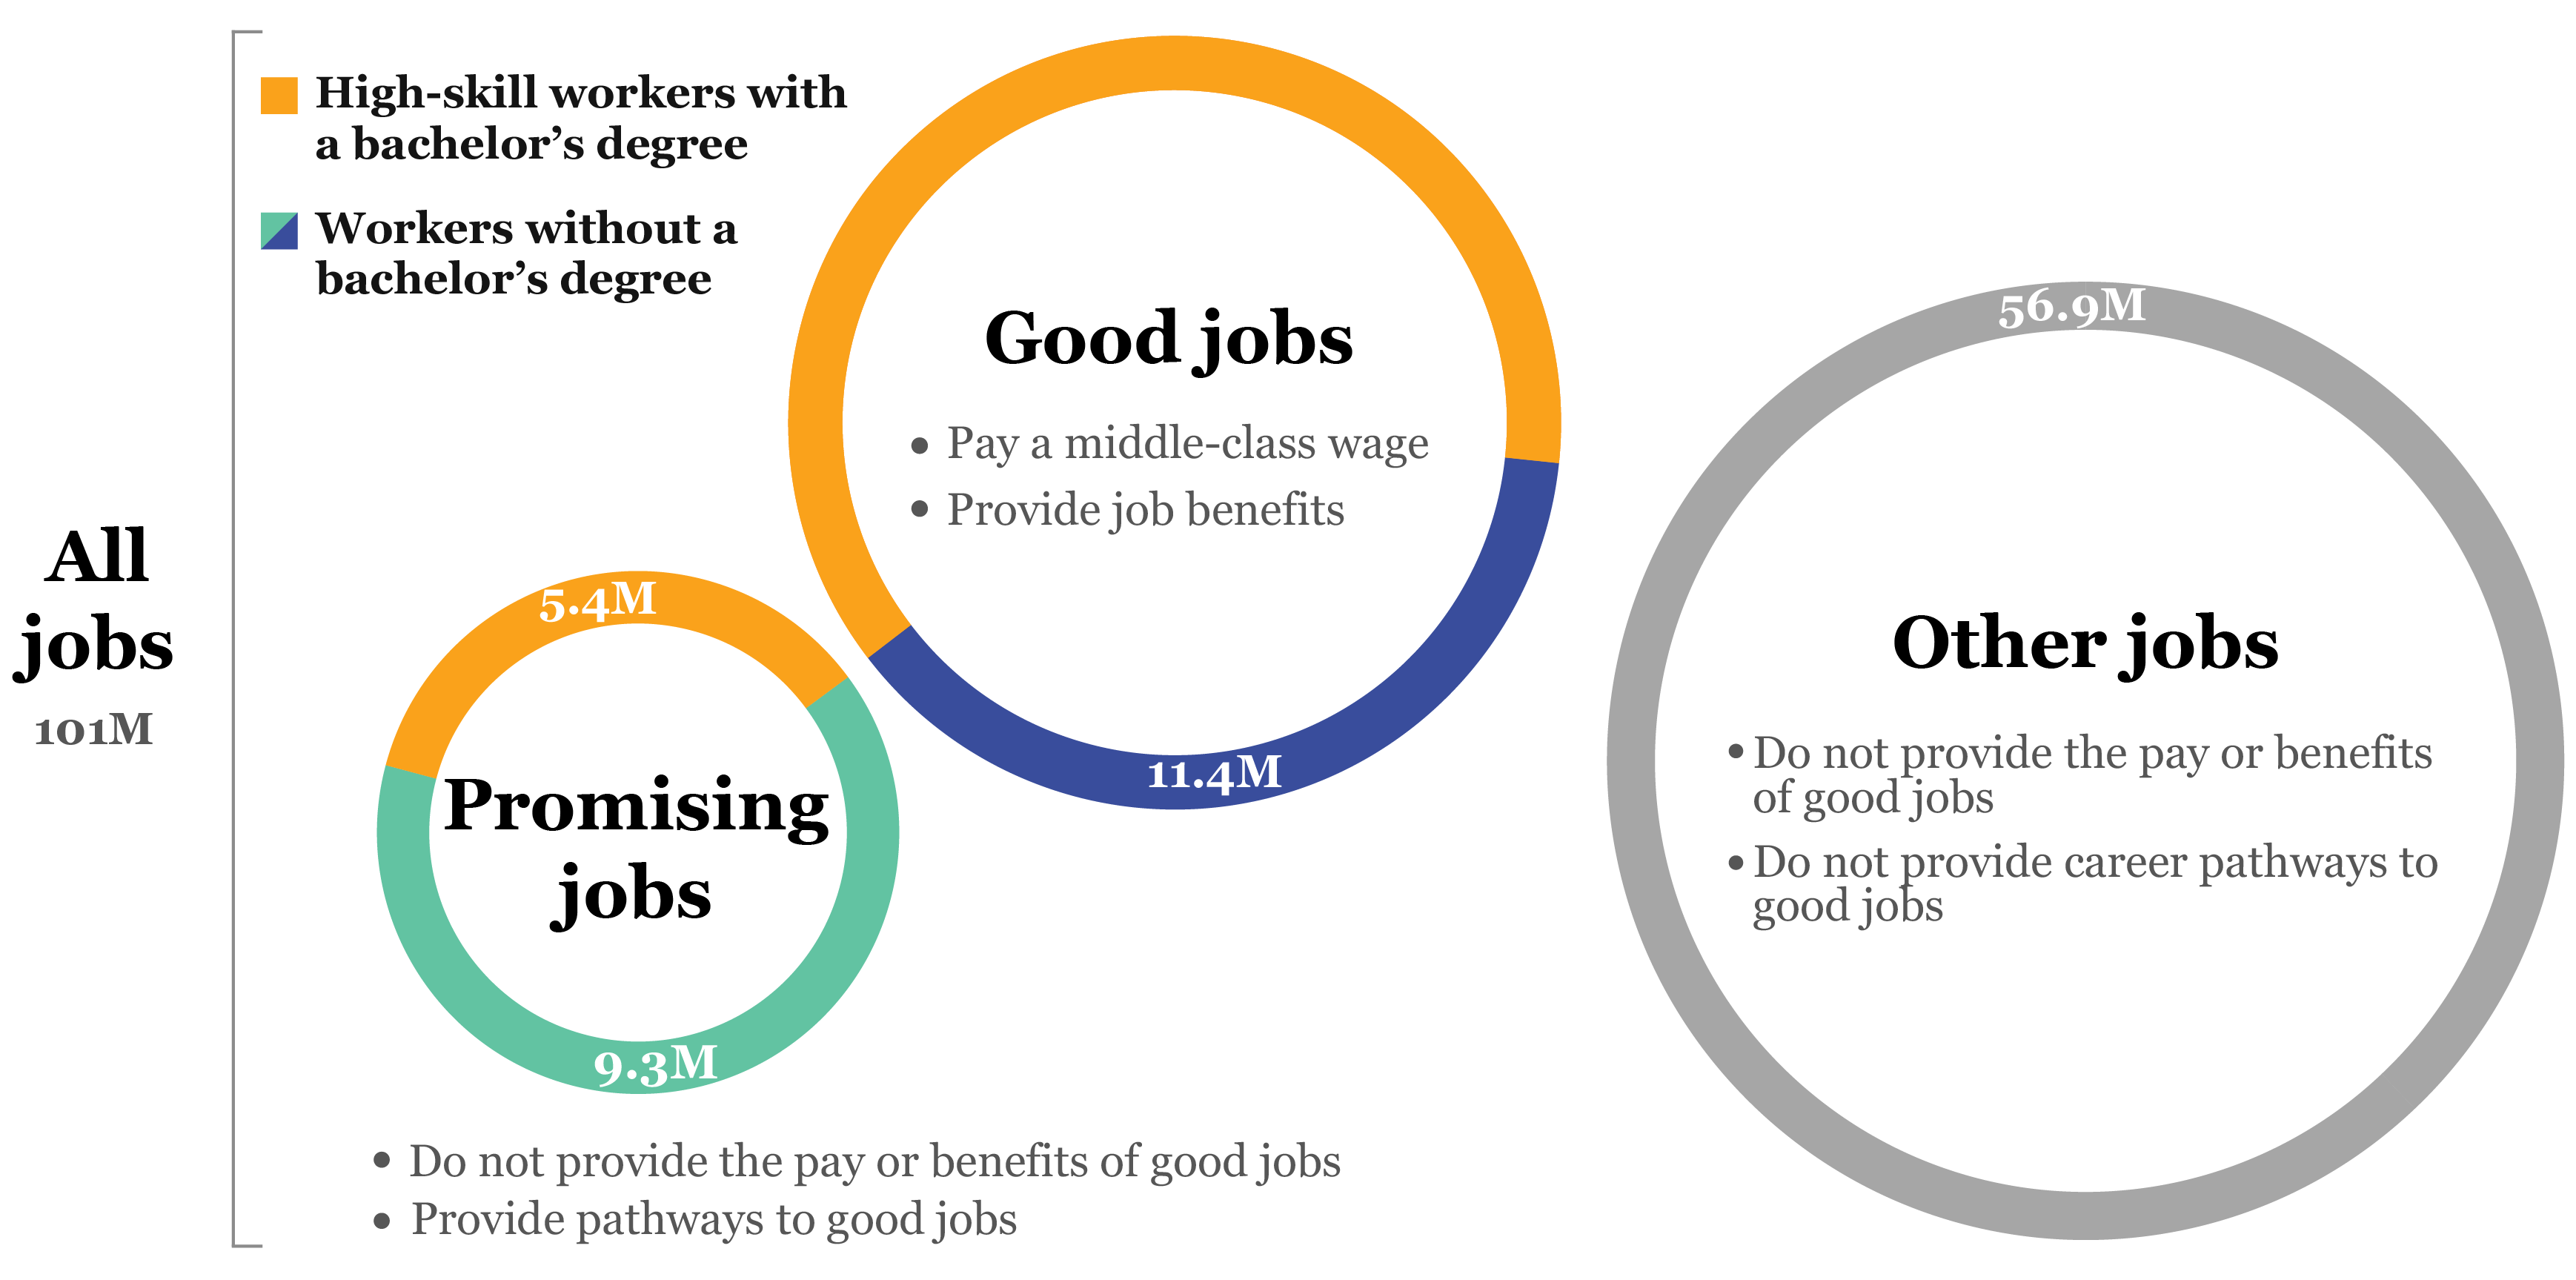 All
jobs
101M
High-skill workers with
a bachelor’s degree
Workers without a
bachelor’s degree
Good jobs
• Pay a middle-class wage
• Provide job benefits
11.4M
5.4M
Promising
jobs
9.3M
• Do not provide the pay or benefits of good jobs
• Provide pathways to good jobs
56.9M
Other jobs
• Do not provide the pay or benefits
of good jobs
• Do not provide career pathways to
good jobs